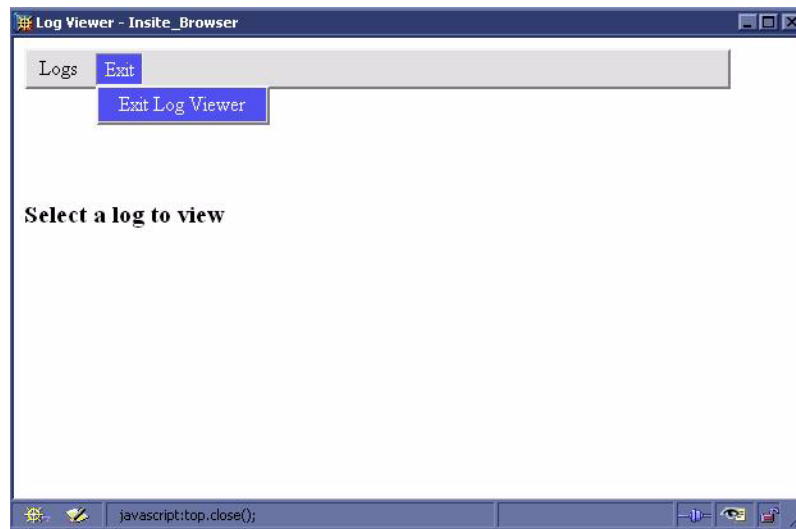 Log Viewer - Insite_Browser
Logs Exit
Exit Log Viewer
Select a log to view
javascript:top.close();